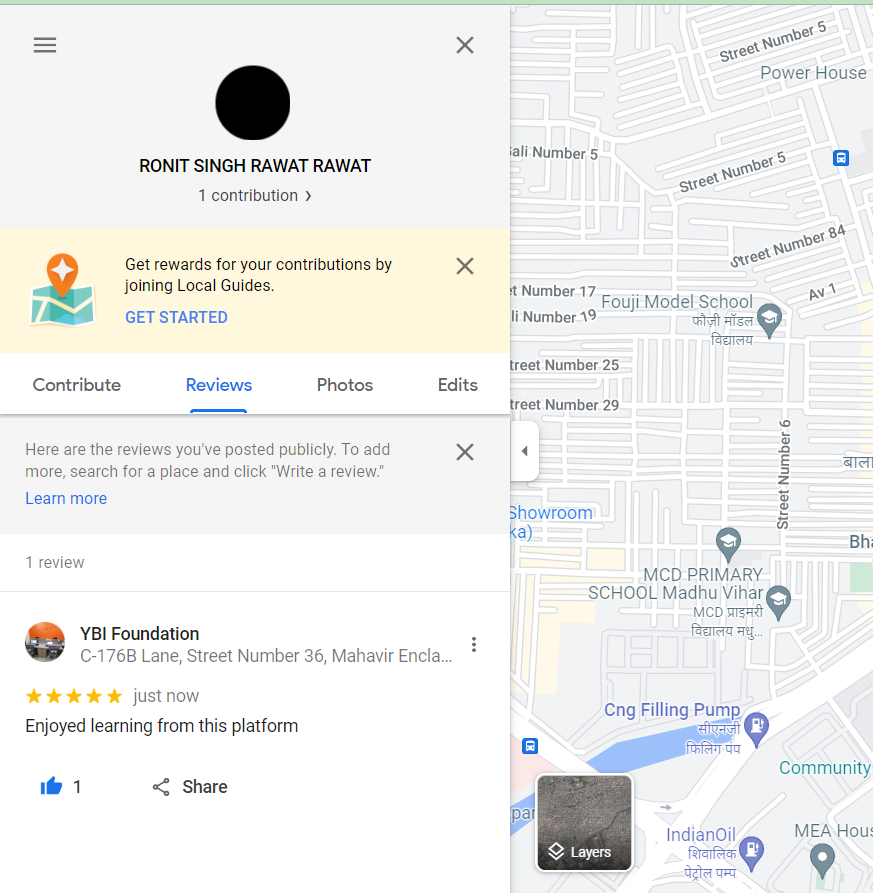 RONIT SINGH RAWAT RAWAT
1 contribution
Get rewards for your contributions by
joining Local Guides.
GET STARTED
Contribute
Reviews
Photos
Edits
Here are the reviews you've posted publicly. To add
more, search for a place and click "Write a review."
Learn more
1 review
YBI Foundation
C-176B Lane, Street Number 36, Mahavir Encla...
just now
Enjoyed learning from this platform
1
Share
Street Number 5
Power House
Gali Number 5
Street Number 5
Street Number 84
Av 1
et Number 17
Fouji Model School
फौज़ी मॉडल
विद्यालय
li Number 19
treet Number 25
treet Number 29
Street Number 6
बाल
Showroom
ka)
Bha
MCD PRIMARY
SCHOOL Madhu Vihar
MCD प्राइमरी
विद्यालय मधु...
Cng Filling Pump
सीएनजी
फिलिंग पंप
Community
par
Layers
IndianOil
शिवालिक
पेट्रोल पम्प
MEA Hous